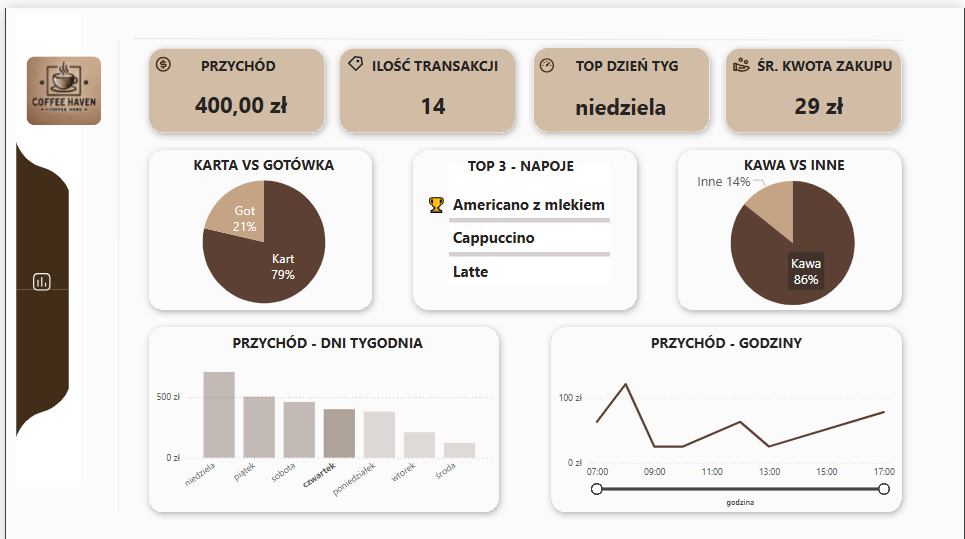 PRZYCHÓD
400,00 zł
ILOŚĆ TRANSAKCJI
14
TOP DZIEŃ TYG
niedziela
ŚR. KWOTA ZAKUPU
29 zł
COFFEE HAVEN
KARTA VS GOTÓWKA
Got
21%
Kart
79%
TOP 3 - NAPOJE
Americano z mlekiem
Cappuccino
Latte
KAWA VS INNE
Inne 14%
Kawa
86%
PRZYCHÓD - DNI TYGODNIA
500 zł
0 zł
niedziela
piątek
sobota
czwartek
poniedziałek
wtorek
środa
PRZYCHÓD - GODZINY
100 zł
0 zł
07:00
09:00
11:00
13:00
15:00
17:00
godzina